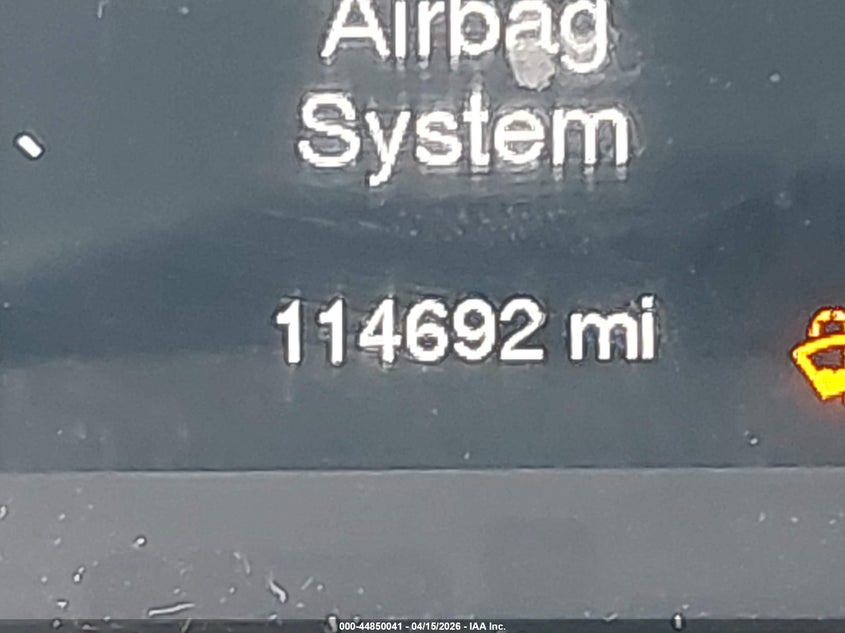 Airbag
System
114692 mi
000-44850041 - 04/15/2026 - IAA Inc.